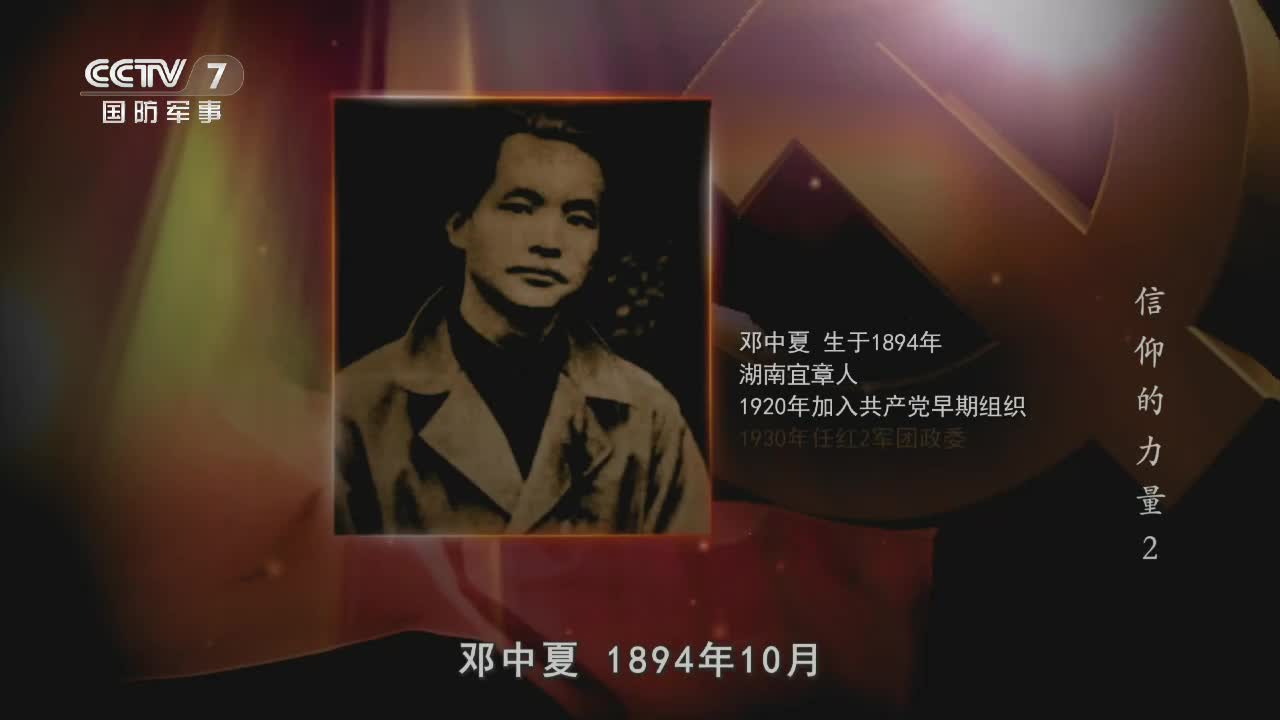 CCTV 7
国防军事
邓中夏 生于1894年
湖南宜章人
1920年加入共产党早期组织
1930年任红2军团政委
信仰的力量2
邓中夏 1894年10月